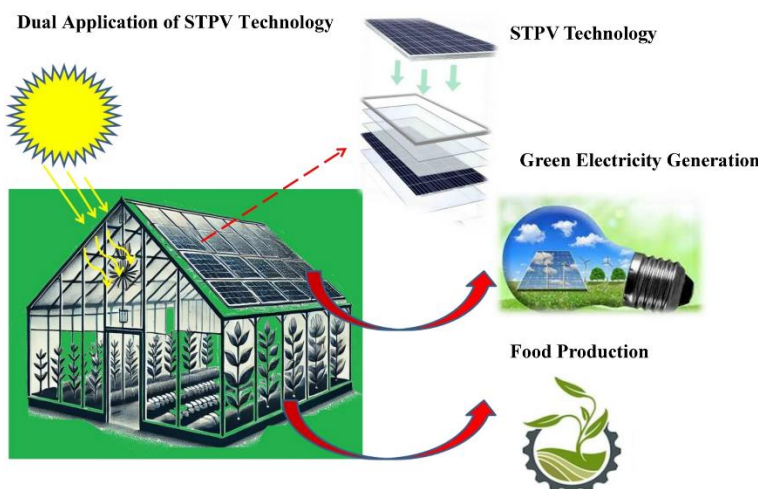 Dual Application of STPV Technology
STPV Technology
Green Electricity Generation
Food Production